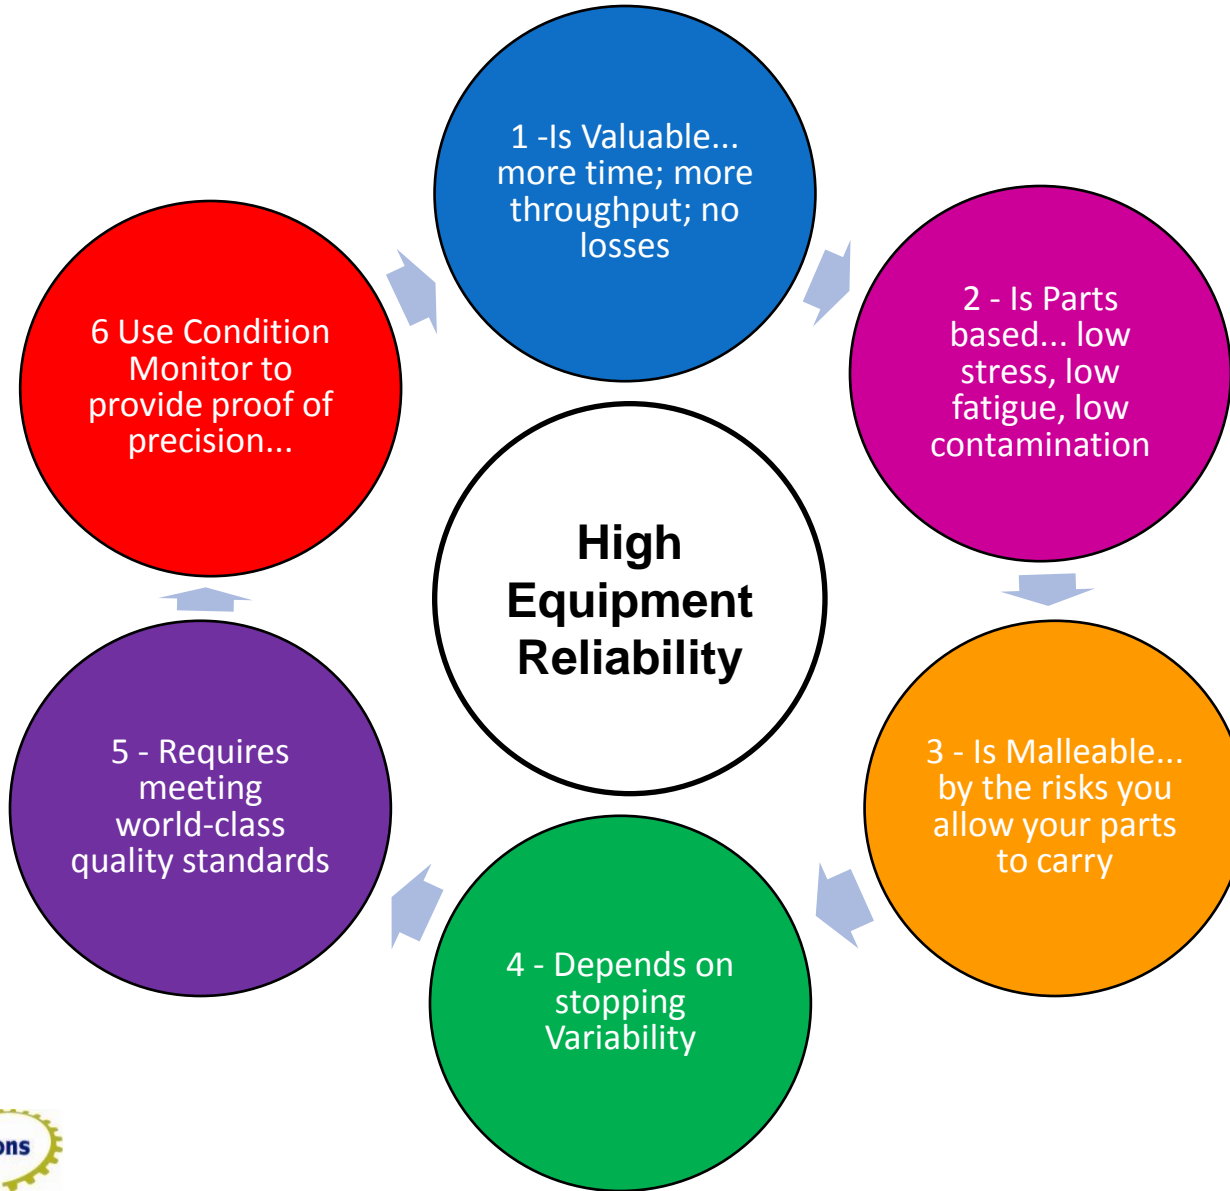 1 -Is Valuable...
more time; more
throughput; no
losses
2 - Is Parts
based... low
stress, low
fatigue, low
contamination
3 - Is Malleable...
by the risks you
allow your parts
to carry
4 - Depends on
stopping
Variability
5 - Requires
meeting
world-class
quality standards
6 Use Condition
Monitor to
provide proof of
precision...
High
Equipment
Reliability
ons